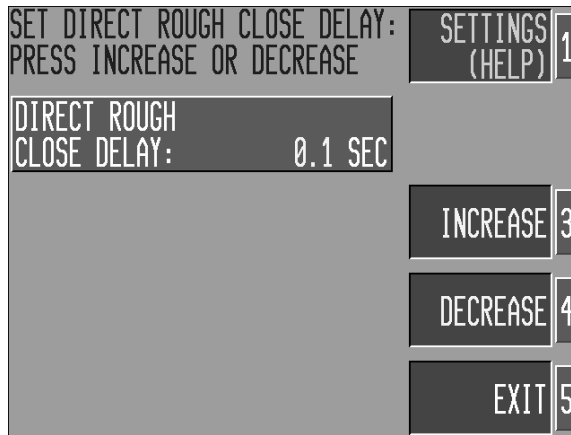 SET DIRECT ROUGH CLOSE DELAY:
PRESS INCREASE OR DECREASE
SETTINGS 1
(HELP)
DIRECT ROUGH
CLOSE DELAY: 0.1 SEC
INCREASE 3
DECREASE 4
EXIT 5